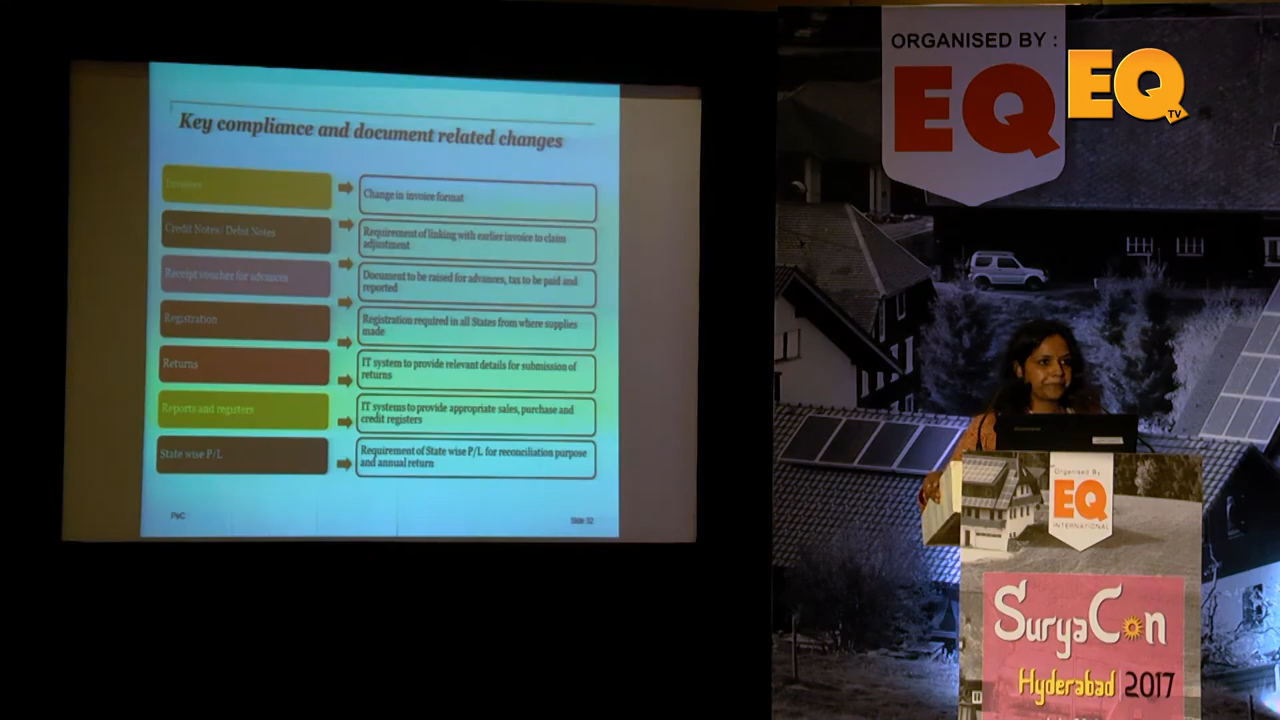 Key compliance and document related changes
Invoices
Change in invoice format
Credit Notes/ Debit Notes
Requirement of linking with earlier invoice to claim
adjustment
Receipt voucher for advances
Document to be raised for advances, tax to be paid and
reported
Registration
Registration required in all States from where supplies
made
Returns
IT system to provide relevant details for submission of
returns
Reports and registers
IT systems to provide appropriate sales, purchase and
credit registers
State wise P/L
Requirement of State wise P/L for reconciliation purpose
and annual return
PwC
Slide 32
ORGANISED BY :
EQ
EQ
TV
Organised By
EQ
INTERNATIONAL
SuryaCon
Hyderabad 2017